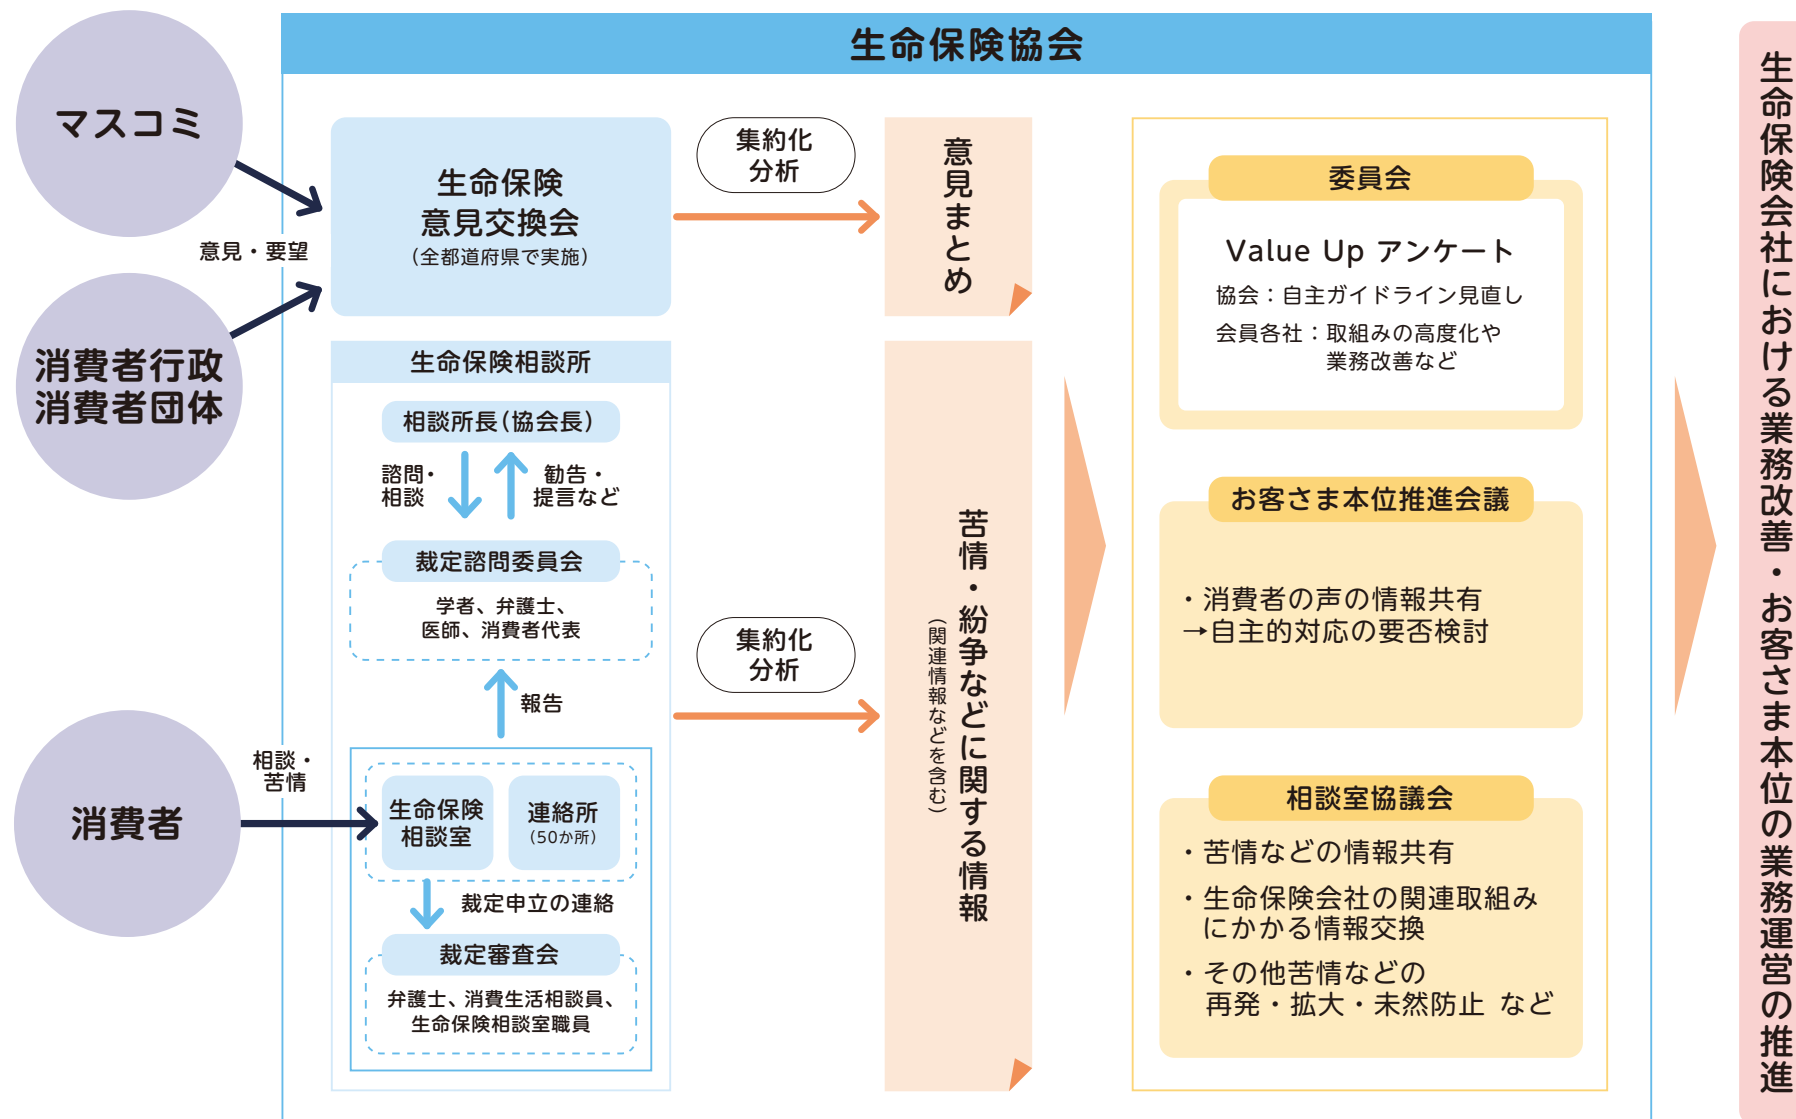 生命保険協会
マスコミ
意見・要望
消費者行政
消費者団体
相談・
苦情
消費者
生命保険
意見交換会
(全都道府県で実施)
集約化
分析
意見まとめ
生命保険相談所
相談所長(協会長)
諮問・
相談
勧告・
提言など
裁定諮問委員会
学者、弁護士、
医師、消費者代表
報告
生命保険
相談室
連絡所
(50か所)
裁定申立の連絡
裁定審査会
弁護士、消費生活相談員、
生命保険相談室職員
集約化
分析
苦情・紛争などに関する情報
(関連情報などを含む)
委員会
Value Up アンケート
協会：自主ガイドライン見直し
会員各社：取組みの高度化や
業務改善など
お客さま本位推進会議
・消費者の声の情報共有
→自主的対応の要否検討
相談室協議会
・苦情などの情報共有
・生命保険会社の関連取組み
にかかる情報交換
・その他苦情などの
再発・拡大・未然防止 など
生命保険会社における業務改善・お客さま本位の業務運営の推進